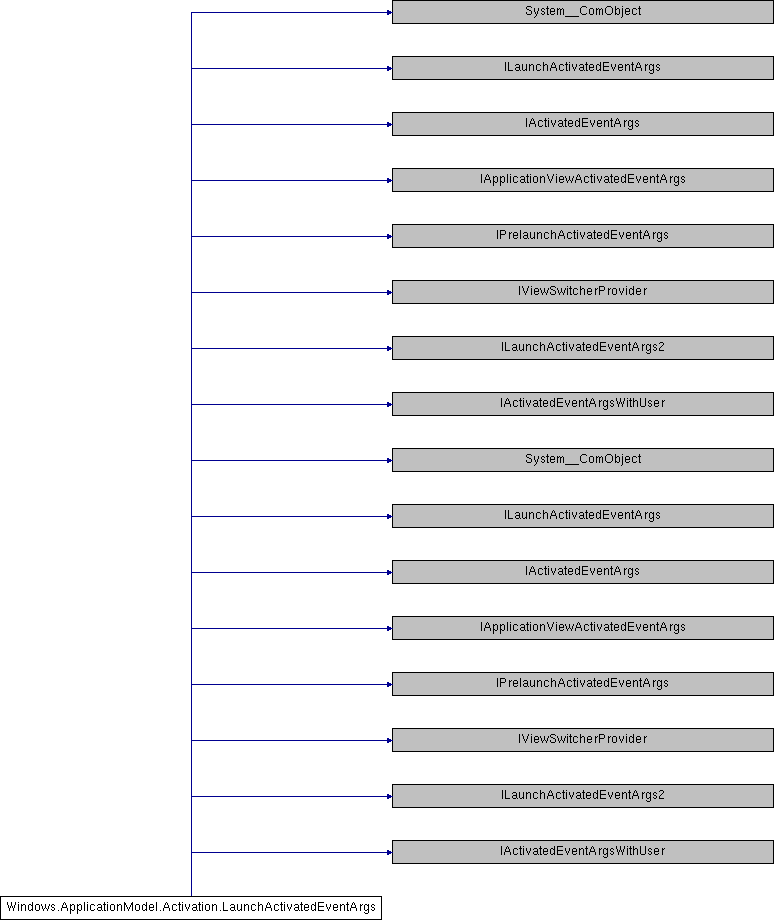 System__ComObject
ILaunchActivatedEventArgs
IActivatedEventArgs
IApplicationViewActivatedEventArgs
IPrelaunchActivatedEventArgs
IViewSwitcherProvider
ILaunchActivatedEventArgs2
IActivatedEventArgsWithUser
System__ComObject
ILaunchActivatedEventArgs
IActivatedEventArgs
IApplicationViewActivatedEventArgs
IPrelaunchActivatedEventArgs
IViewSwitcherProvider
ILaunchActivatedEventArgs2
IActivatedEventArgsWithUser
Windows.ApplicationModel.Activation.LaunchActivatedEventArgs